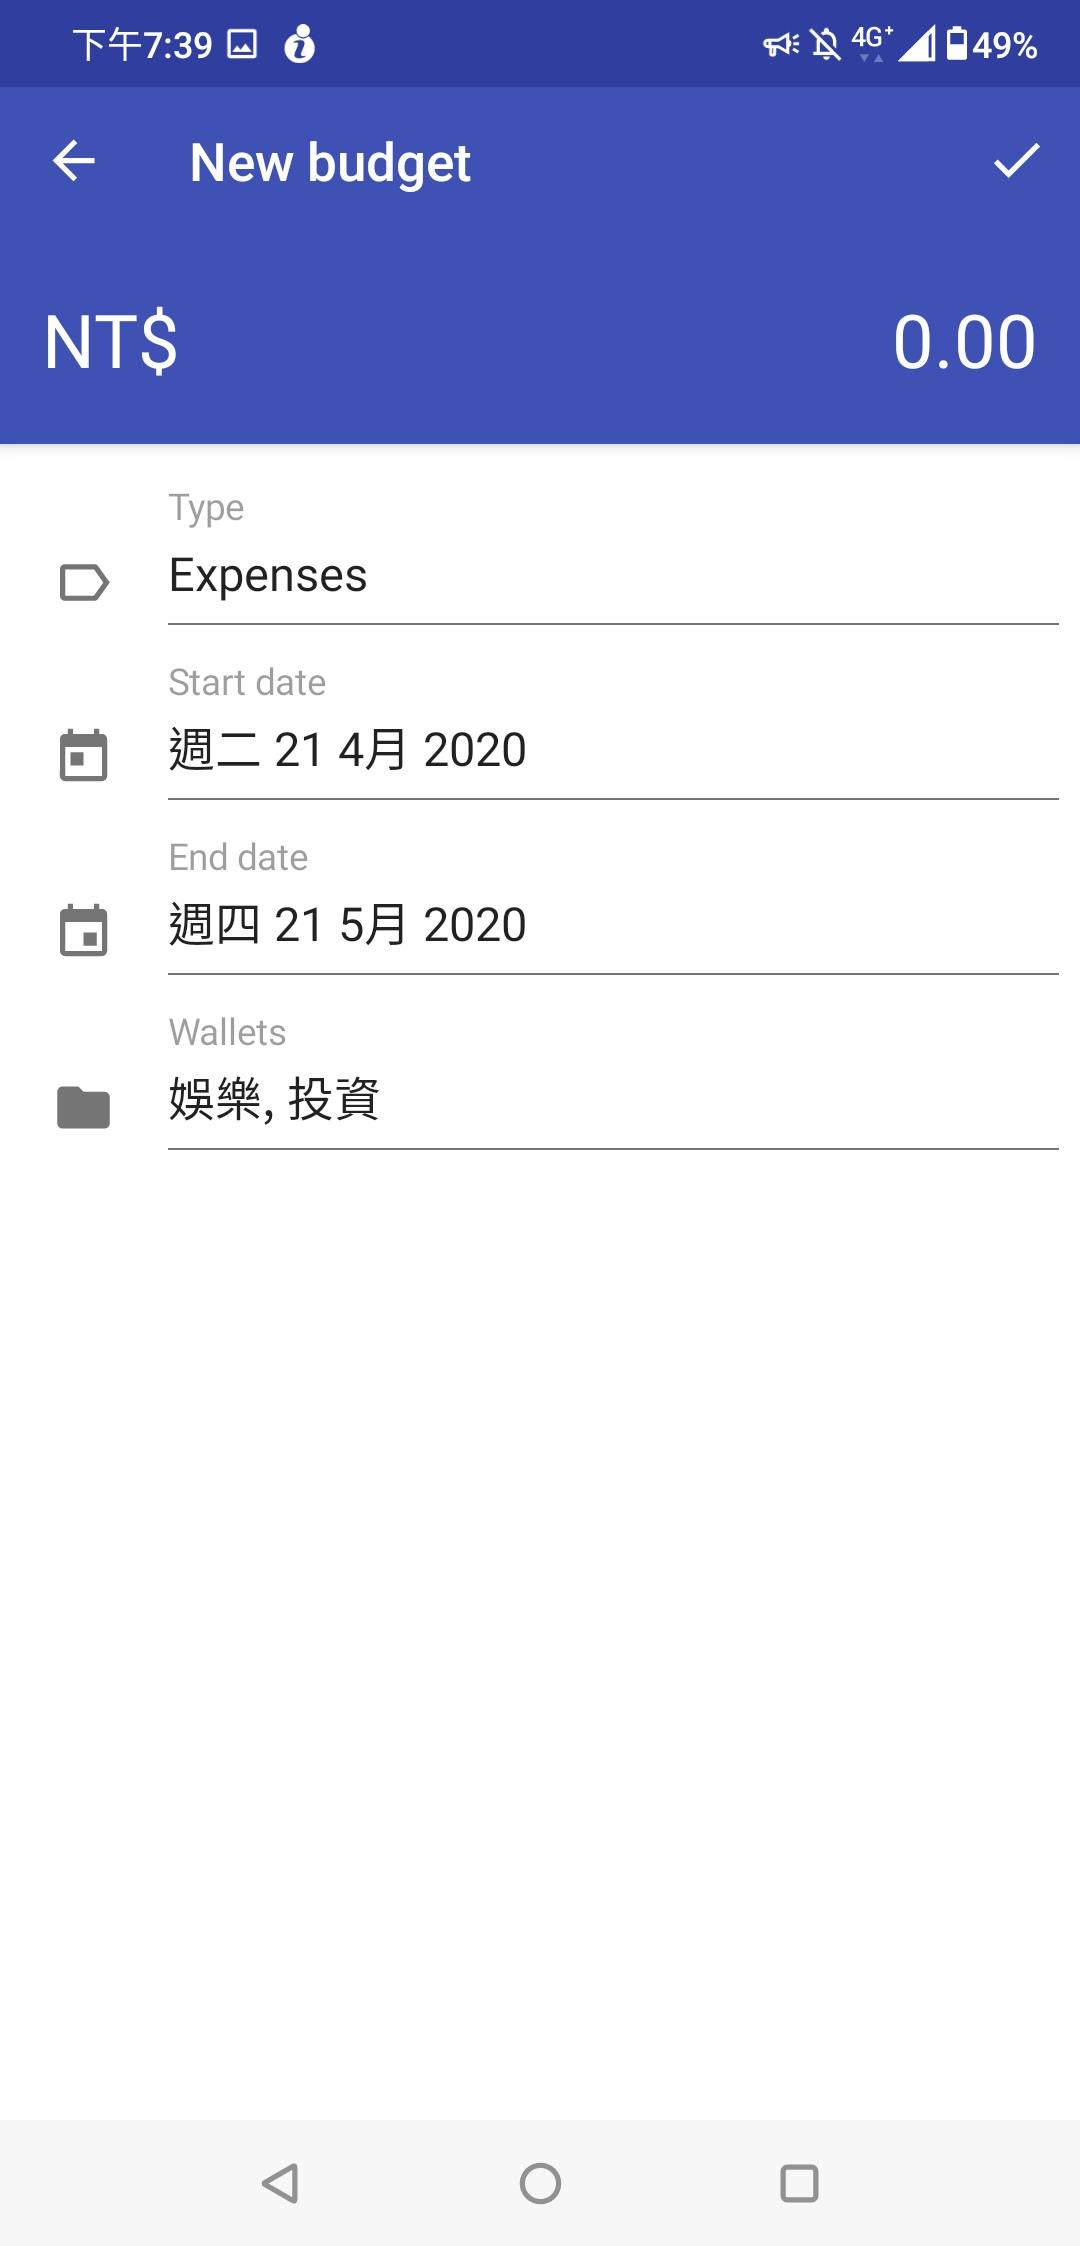 下午7:39 4G+ 49%
New budget
NT$ 0.00
Type
Expenses
Start date
週二 21 4月 2020
End date
週四 21 5月 2020
Wallets
娛樂, 投資